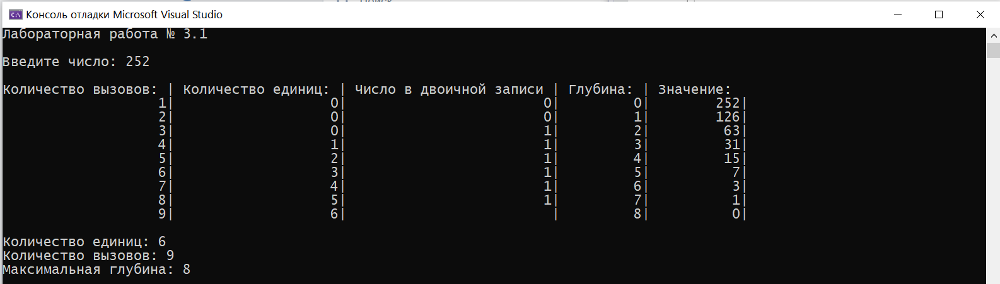 Поиск
Консоль отладки Microsoft Visual Studio
Лабораторная работа № 3.1
Введите число: 252
Количество вызовов: | Количество единиц: | Число в двоичной записи | Глубина: | Значение:
1| 0| 0| 0| 252|
2| 0| 0| 1| 126|
3| 0| 1| 2| 63|
4| 1| 1| 3| 31|
5| 2| 1| 4| 15|
6| 3| 1| 5| 7|
7| 4| 1| 6| 3|
8| 5| 1| 7| 1|
9| 6| | 8| 0|
Количество единиц: 6
Количество вызовов: 9
Максимальная глубина: 8